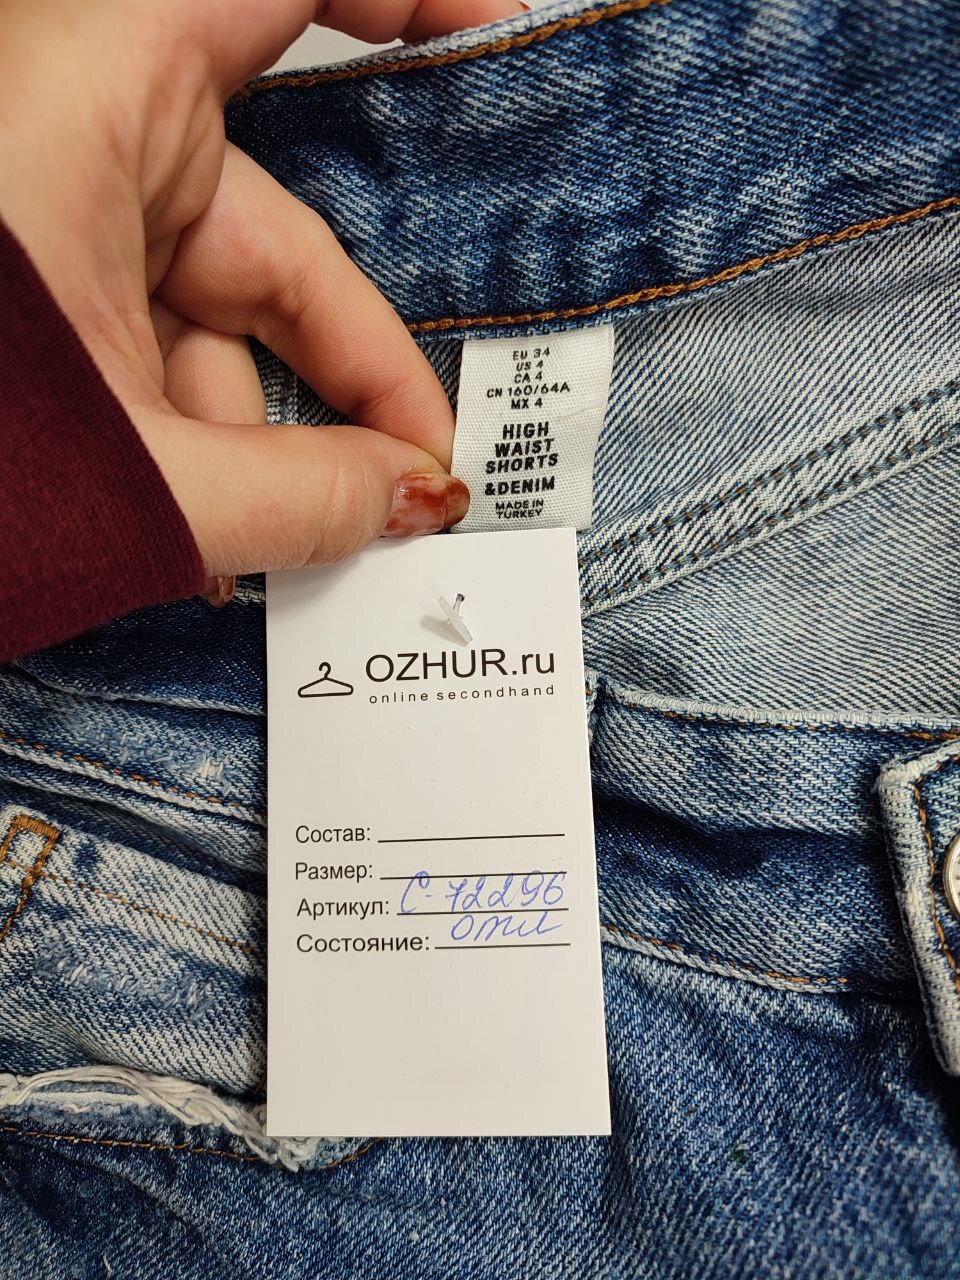 EU 34
US 4
CA 4
CN 160/64A
MX 4
HIGH
WAIST
SHORTS
&DENIM
MADE IN
TURKEY
OZHUR.ru
online secondhand
Состав:
Размер:
Артикул: С-72296
Состояние: отл